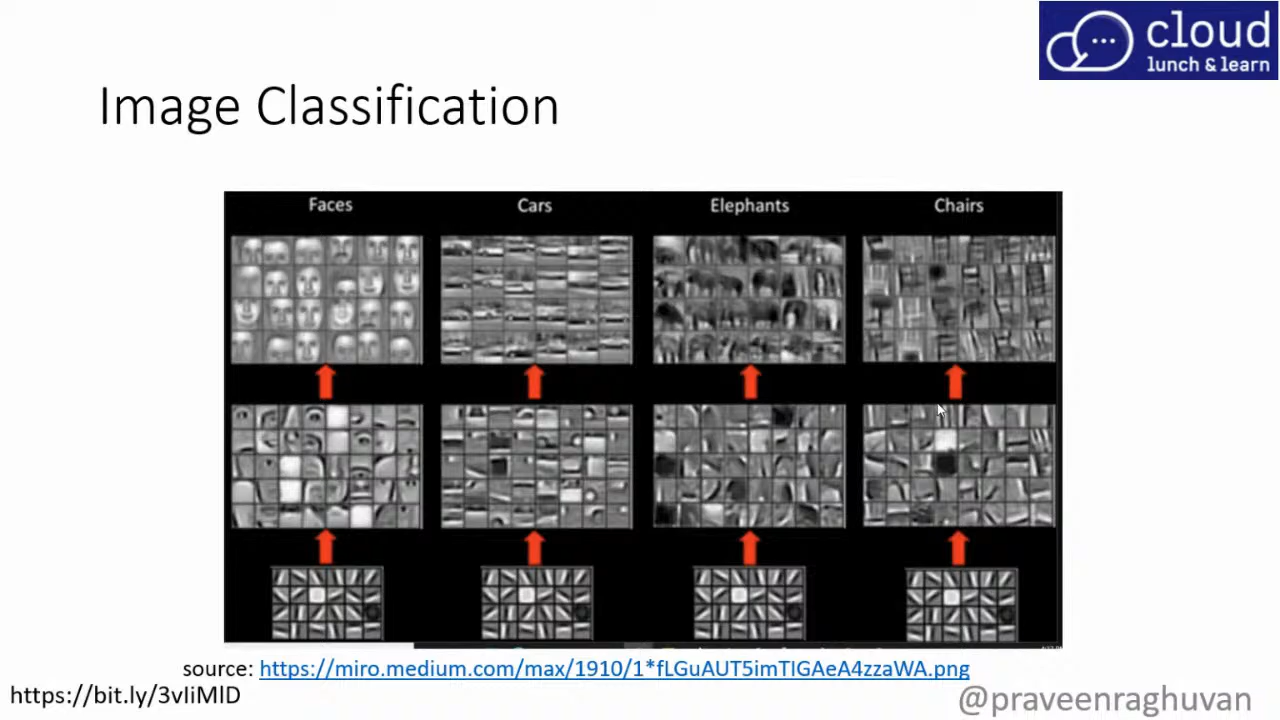 cloud
lunch & learn
Image Classification
Faces Cars Elephants Chairs
source: https://miro.medium.com/max/1910/1*fLGuAUT5imTIGAeA4zzaWA.png
https://bit.ly/3vIiMlD
@praveenraghuvan